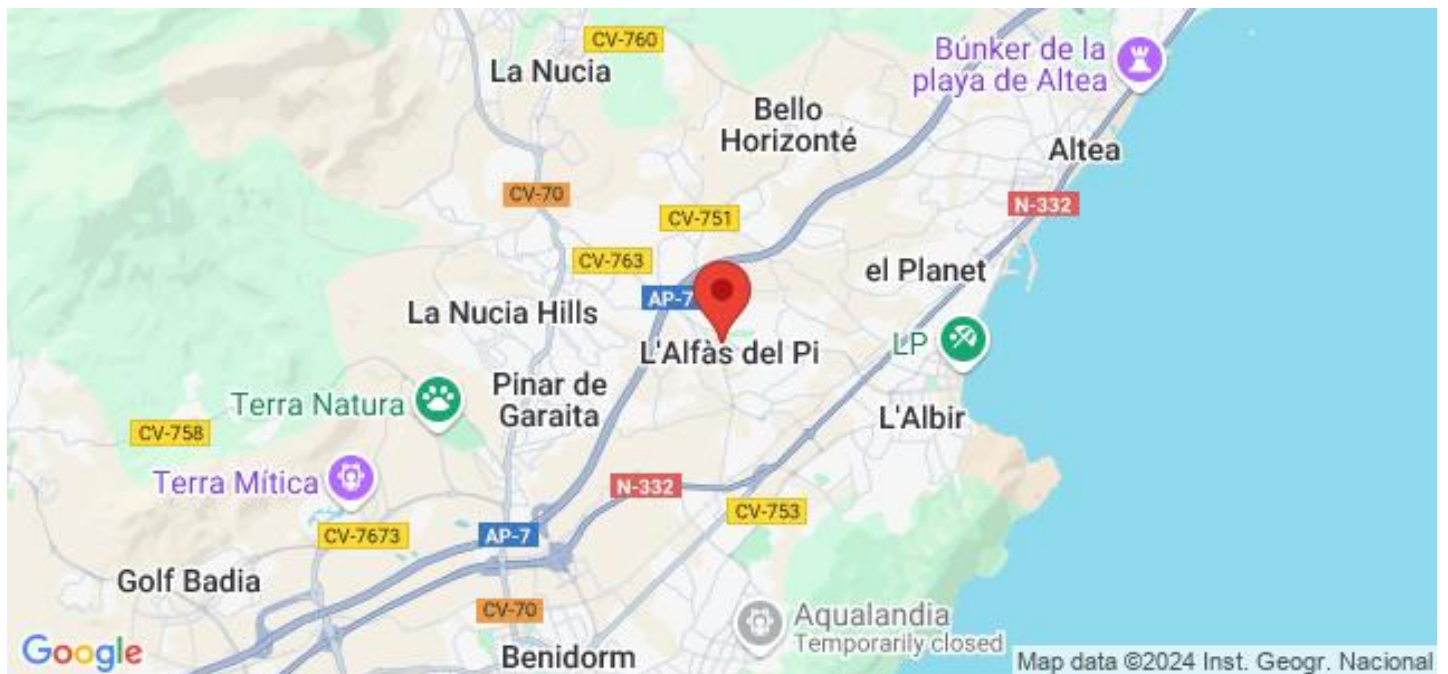 CV-760
La Nucia
Búnker de la
playa de Altea
Bello
Horizonté
Altea
CV-70
N-332
CV-751
CV-763
el Planet
AP-7
La Nucia Hills
L'Alfàs del Pi
LP
Pinar de
Garaita
Terra Natura
L'Albir
CV-758
Terra Mítica
N-332
CV-753
CV-7673
AP-7
Golf Badia
CV-70
Aqualandia
Temporarily closed
Benidorm
Google
Map data ©2024 Inst. Geogr. Nacional